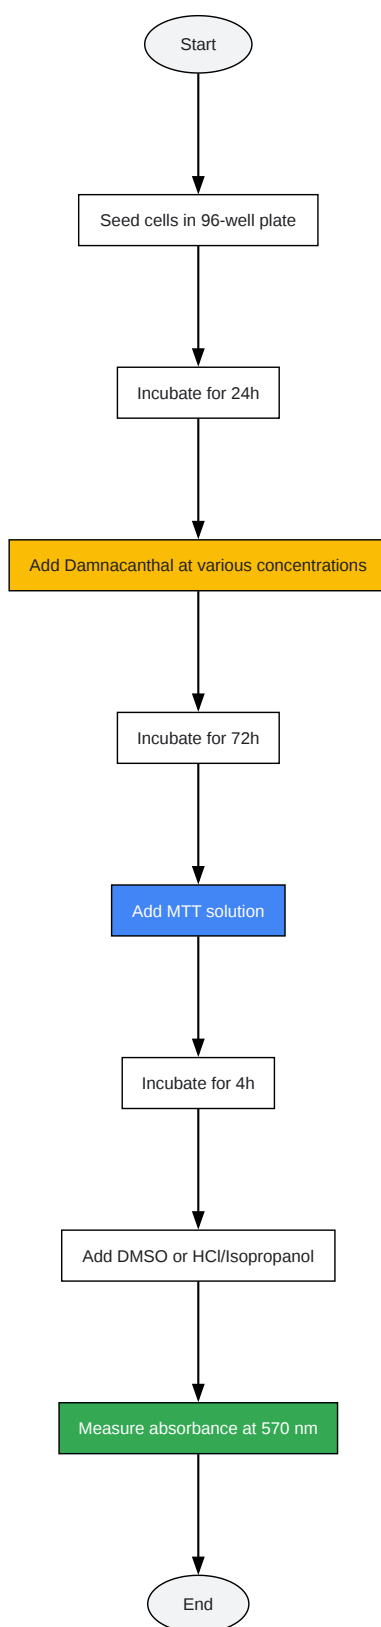 Start
Seed cells in 96-well plate
Incubate for 24h
Add Damnacanthal at various concentrations
Incubate for 72h
Add MTT solution
Incubate for 4h
Add DMSO or HCl/Isopropanol
Measure absorbance at 570 nm
End